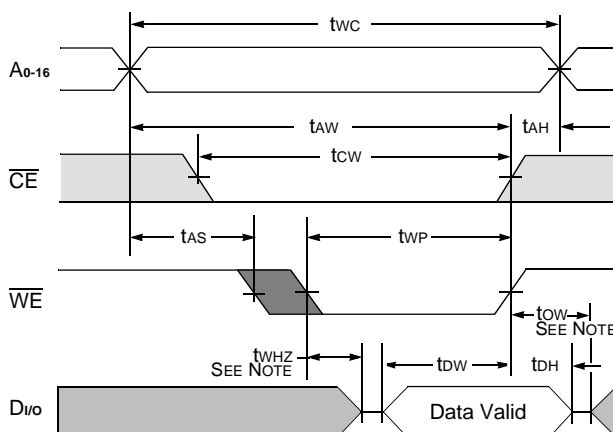 tWC
A0-16
tAW
tAH
tCW
CE
tAS
tWP
WE
tOW
SEE NOTE
tWHZ
SEE NOTE
tDW
tDH
DI/O
Data Valid